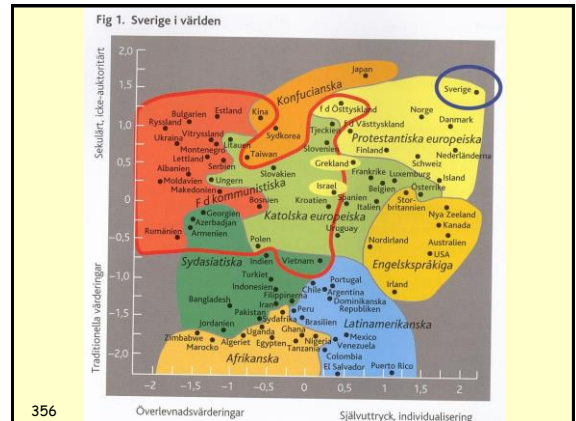 Fig 1. Sverige i världen
Sekulärt, icke-auktoritärt
Traditionella värderingar
2,0
1,5
1,0
0,5
0
−0,5
−1,0
−1,5
−2,0
Japan
Konfucianska
Kina
Sydkorea
Taiwan
Sverige
Estland
Bulgarien
Ryssland
Ukraina
Vitryssland
Litauen
Montenegro
Lettland
Serbien
Albanien
Moldavien
Ungern
Makedonien
Slovakien
F d kommunistiska
Bosnien
Rumänien
f d Östtyskland
Fd Västtyskland
Tjeckien
Slovenien
Norge
Danmark
Protestantiska europeiska
Finland
Nederländerna
Schweiz
Island
Grekland
Frankrike
Luxemburg
Belgien
Österrike
Israel
Kroatien
Spanien
Italien
Katolska europeiska
Uruguay
Polen
Stor-
britannien
Nya Zeeland
Kanada
Australien
USA
Nordirland
Engelskspråkiga
Irland
Georgien
Azerbadjan
Armenien
Sydasiatiska
Indien
Vietnam
Turkiet
Indonesien
Filippinerna
Iran
Bangladesh
Pakistan
Jordanien
Sydafrika
Portugal
Chile
Argentina
Dominikanska
Republiken
Peru
Brasilien
Latinamerikanska
Zimbabwe
Marocko
Algeriet
Uganda
Egypten
Ghana
Tanzania
Nigeria
Afrikanska
Mexico
Venezuela
Colombia
El Salvador
Puerto Rico
−2
−1,5
−1
−0,5
0
0,5
1
1,5
2
Överlevnadsvärderingar
Självuttryck, individualisering
356